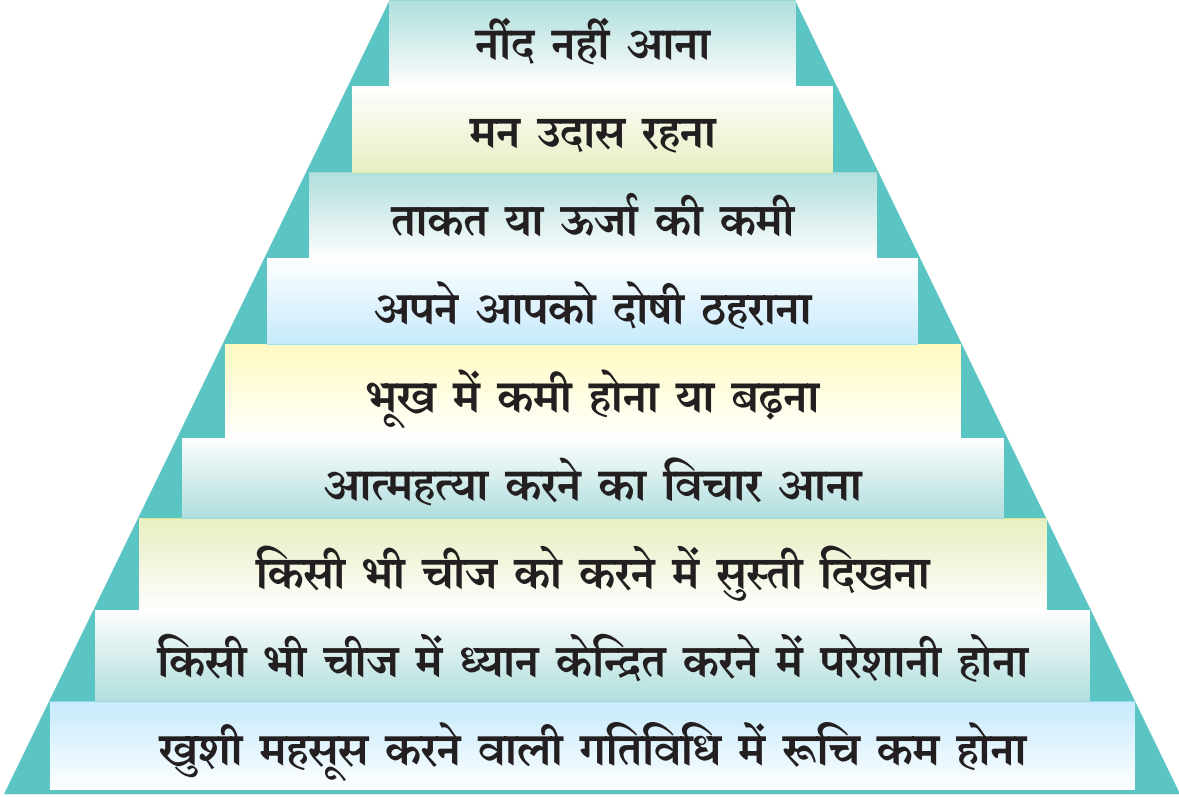 नींद नहीं आना
मन उदास रहना
ताकत या ऊर्जा की कमी
अपने आपको दोषी ठहराना
भूख में कमी होना या बढ़ना
आत्महत्या करने का विचार आना
किसी भी चीज को करने में सुस्ती दिखना
किसी भी चीज में ध्यान केन्द्रित करने में परेशानी होना
खुशी महसूस करने वाली गतिविधि में रूचि कम होना